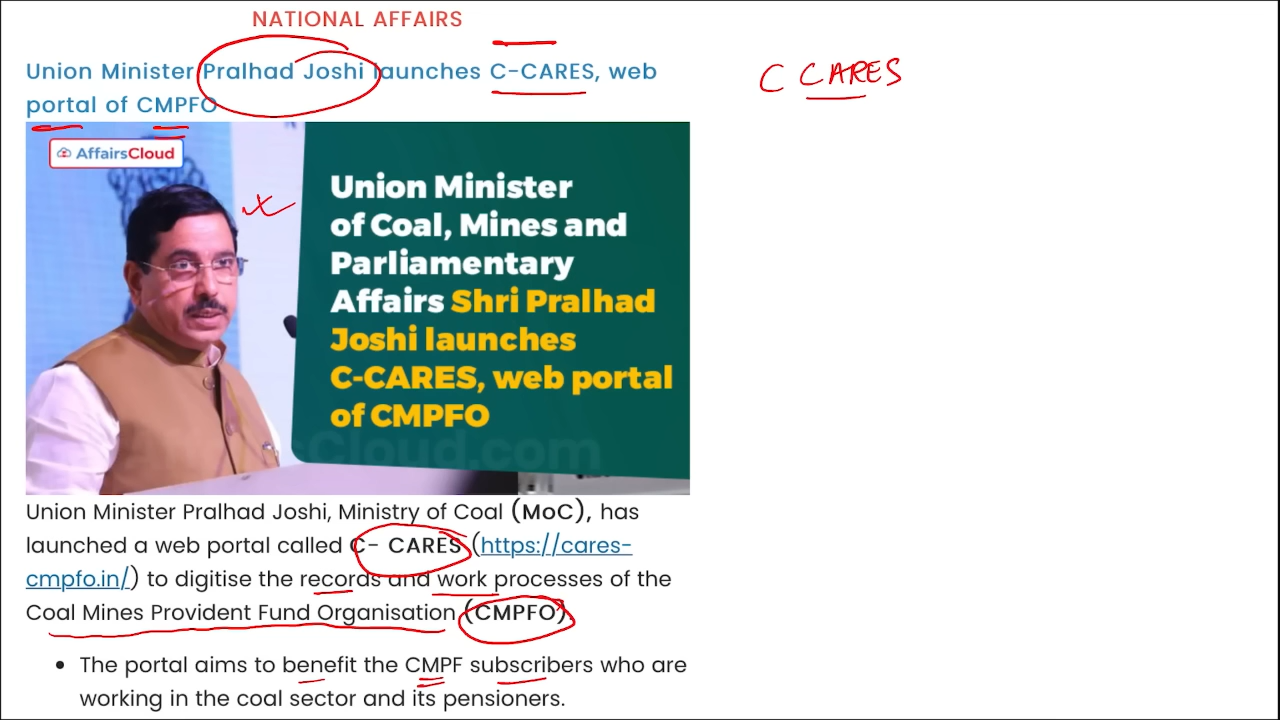 NATIONAL AFFAIRS
Union Minister Pralhad Joshi launches C-CARES, web
portal of CMPFO
C CARES
AffairsCloud
Union Minister
of Coal, Mines and
Parliamentary
Affairs Shri Pralhad
Joshi launches
C-CARES, web portal
of CMPFO
Union Minister Pralhad Joshi, Ministry of Coal (MoC), has
launched a web portal called C- CARES (https://cares-
cmpfo.in/) to digitise the records and work processes of the
Coal Mines Provident Fund Organisation (CMPFO).
• The portal aims to benefit the CMPF subscribers who are
working in the coal sector and its pensioners.